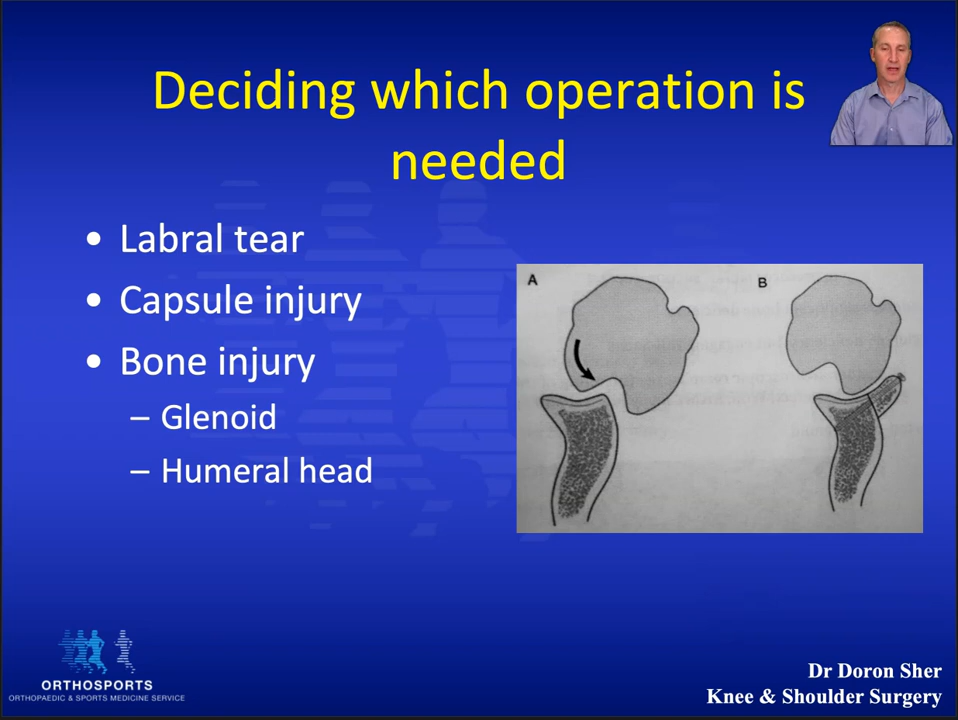 Deciding which operation is
needed
• Labral tear
• Capsule injury
• Bone injury
– Glenoid
– Humeral head
A
B
ORTHOSPORTS
ORTHOPAEDIC & SPORTS MEDICINE SERVICE
Dr Doron Sher
Knee & Shoulder Surgery